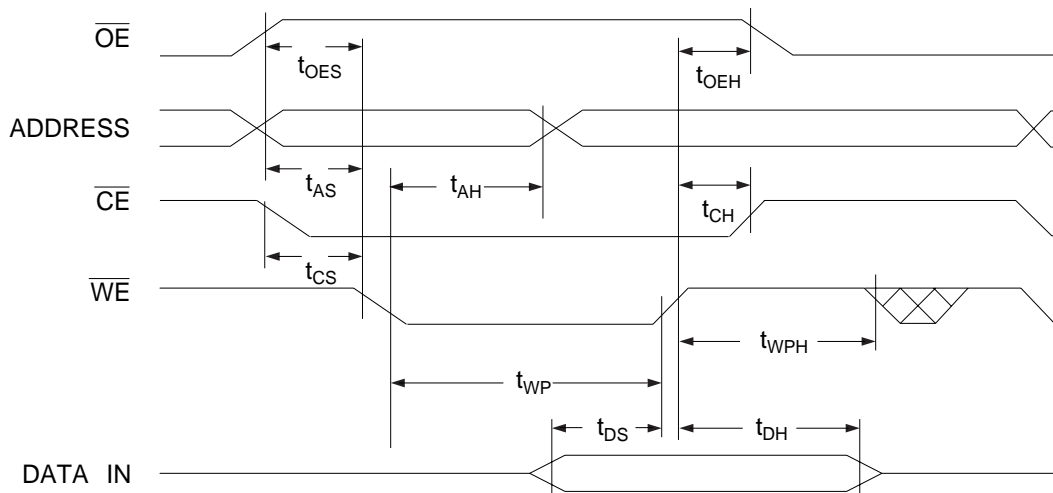 OE
tOES
tOEH
ADDRESS
tAS
tAH
CE
tCH
tCS
WE
tWPH
tWP
tDS
tDH
DATA IN